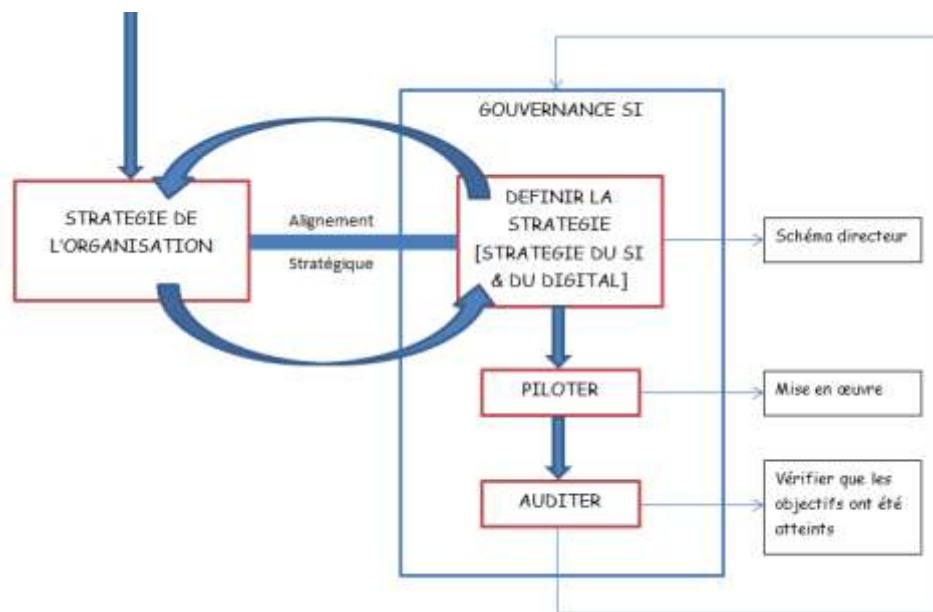 GOUVERNANCE SI
STRATEGIE DE
L'ORGANISATION
Alignement
Stratégique
DEFINIR LA
STRATEGIE
[STRATEGIE DU SI
& DU DIGITAL]
Schéma directeur
PILOTER
Mise en œuvre
AUDITER
Vérifier que les
objectifs ont été
atteints